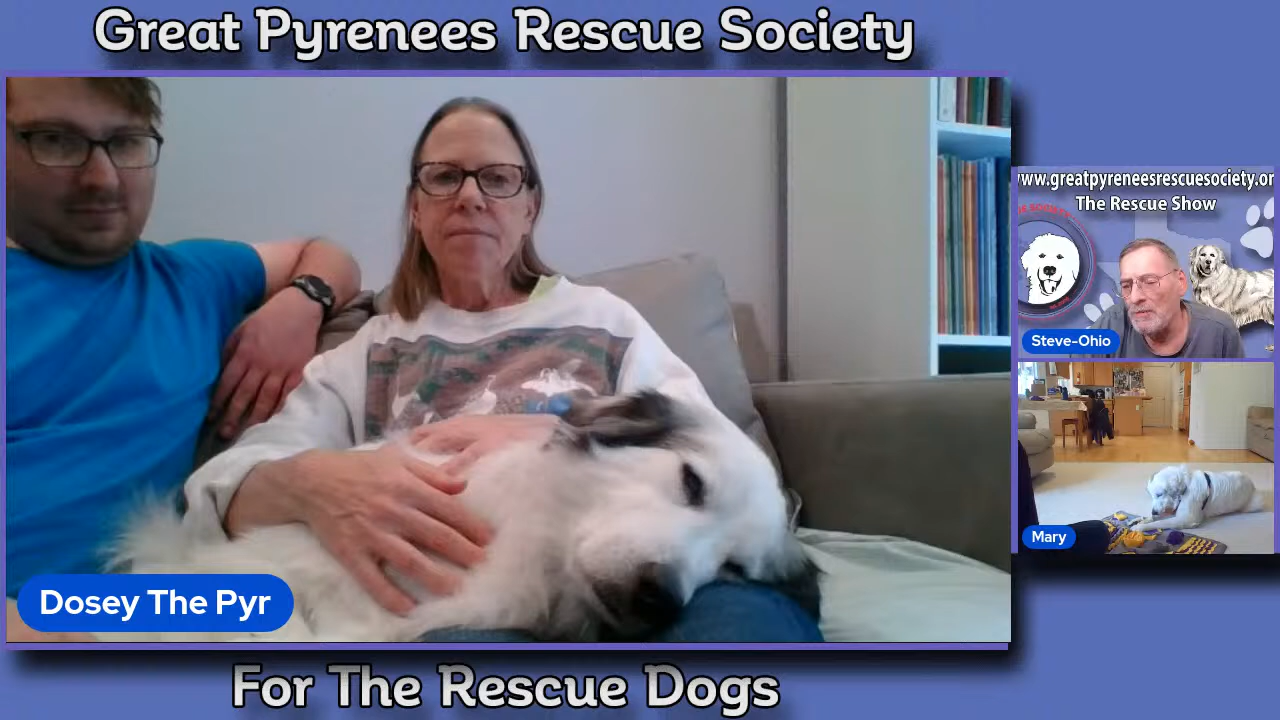 Great Pyrenees Rescue Society
www.greatpyreneesrescuesociety.or
The Rescue Show
Steve-Ohio
Mary
Dosey The Pyr
For The Rescue Dogs